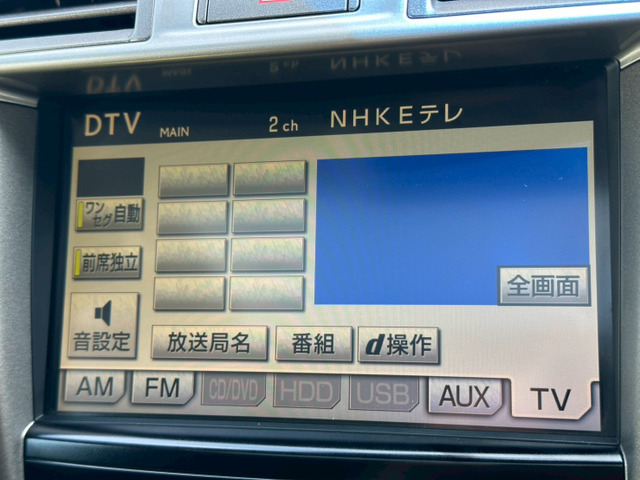 DTV MAIN 2 ch NHKEテレ
ワンセグ 自動
前席独立
全画面
音設定
放送局名 番組 d操作
AM FM CD/DVD HDD USB AUX TV